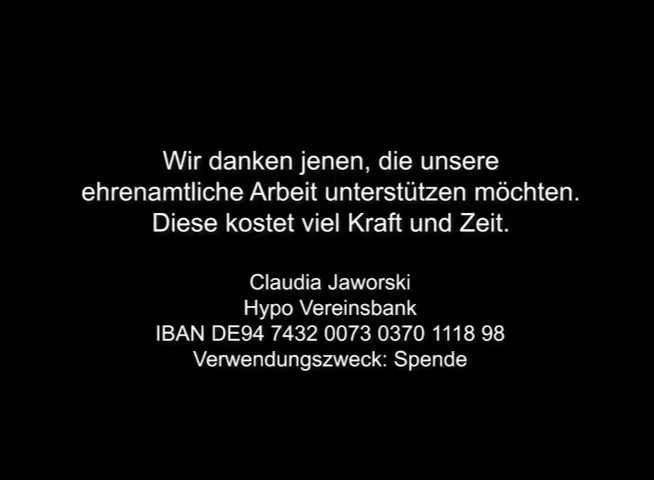 Wir danken jenen, die unsere
ehrenamtliche Arbeit unterstützen möchten.
Diese kostet viel Kraft und Zeit.
Claudia Jaworski
Hypo Vereinsbank
IBAN DE94 7432 0073 0370 1118 98
Verwendungszweck: Spende